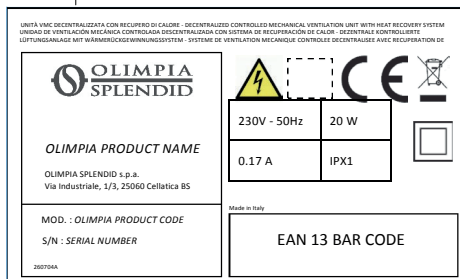 UNITÀ VMC DECENTRALIZZATA CON RECUPERO DI CALORE - DECENTRALIZED CONTROLLED MECHANICAL VENTILATION UNIT WITH HEAT RECOVERY SYSTEM
UNIDAD DE VENTILACIÓN MECÁNICA CONTROLADA DESCENTRALIZADA CON SISTEMA DE RECUPERACIÓN DE CALOR - DEZENTRALE KONTROLLIERTE
LÜFTUNGSANLAGE MIT WÄRMERÜCKGEWINNUNGSSYSTEM - SYSTEME DE VENTILATION MECANIQUE CONTROLEE DECENTRALISEE AVEC RECUPERATION DE
OLIMPIA
SPLENDID
CE
230V - 50Hz 20 W
0.17 A IPX1
OLIMPIA PRODUCT NAME
OLIMPIA SPLENDID s.p.a.
Via Industriale, 1/3, 25060 Cellatica BS
Made in Italy
MOD. : OLIMPIA PRODUCT CODE
S/N : SERIAL NUMBER
EAN 13 BAR CODE
260704A